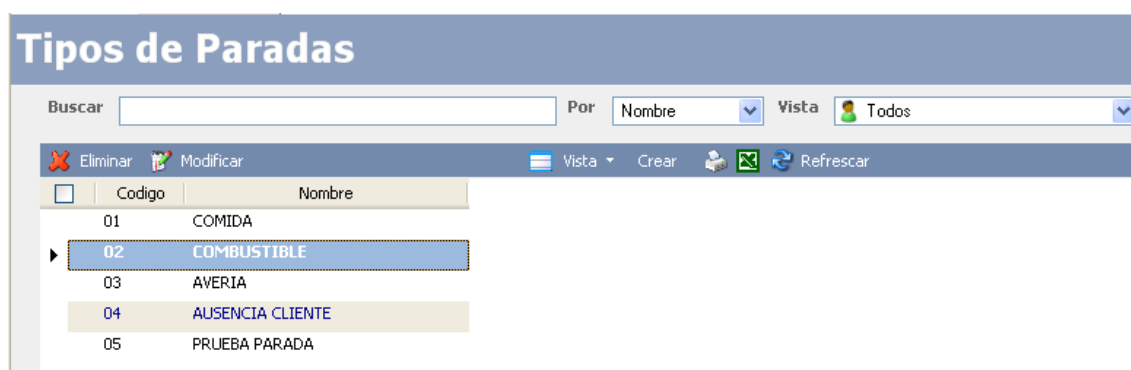 Tipos de Paradas
Buscar Por Nombre Vista Todos
Eliminar Modificar Vista Crear Refrescar
Codigo Nombre
01 COMIDA
02 COMBUSTIBLE
03 AVERIA
04 AUSENCIA CLIENTE
05 PRUEBA PARADA